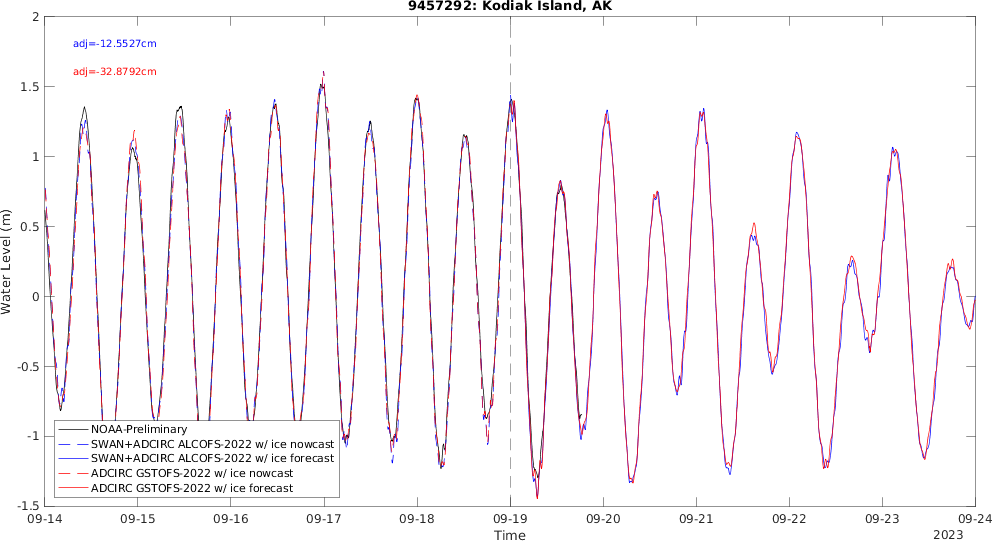 9457292: Kodiak Island, AK
adj=-12.5527cm
adj=-32.8792cm
Water Level (m)
2
1.5
1
0.5
0
-0.5
-1
-1.5
NOAA-Preliminary
SWAN+ADCIRC ALCOFS-2022 w/ ice nowcast
SWAN+ADCIRC ALCOFS-2022 w/ ice forecast
ADCIRC GSTOFS-2022 w/ ice nowcast
ADCIRC GSTOFS-2022 w/ ice forecast
09-14 09-15 09-16 09-17 09-18 09-19 09-20 09-21 09-22 09-23 09-24
Time
2023